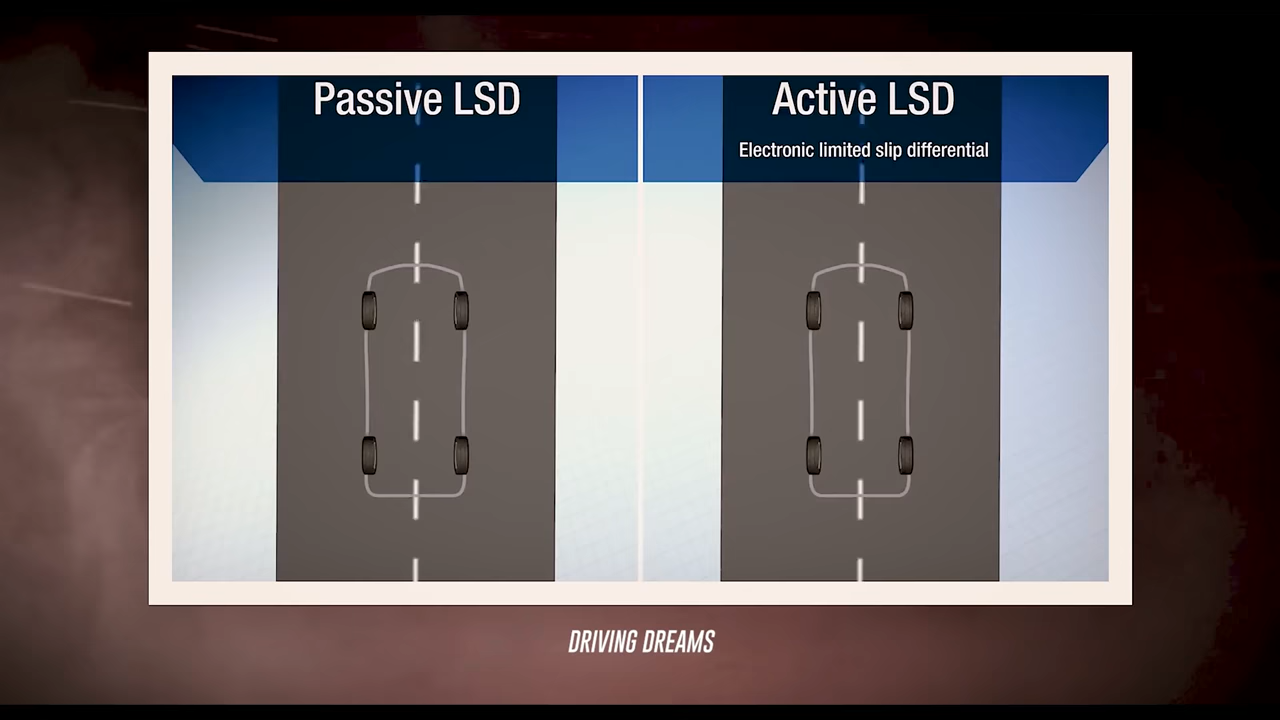 Passive LSD
Active LSD
Electronic limited slip differential
DRIVING DREAMS